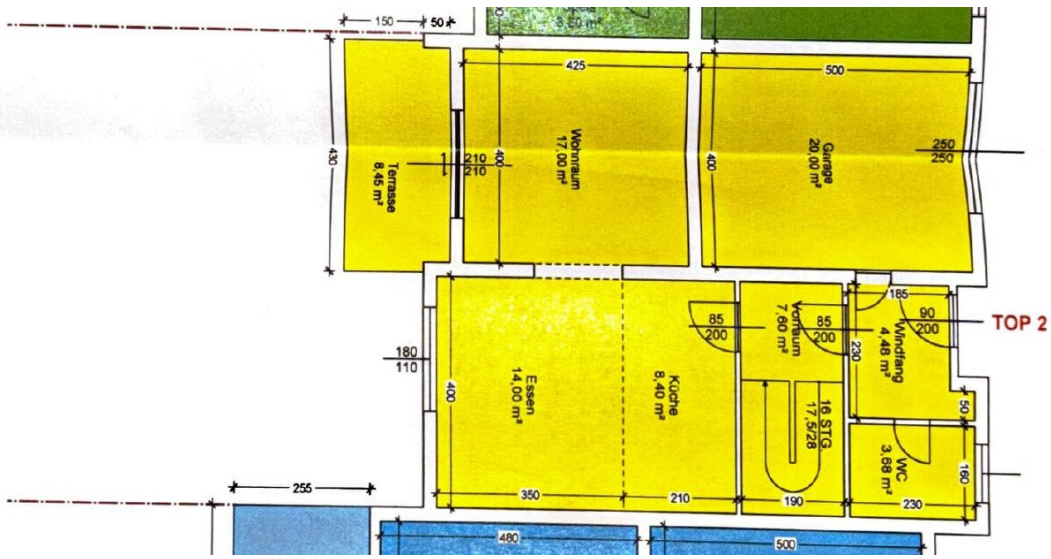 150
50
8,60 m²
425
500
430
Terrasse
8,45 m²
210
210
400
Wohnraum
17,00 m²
400
Garage
20,00 m²
250
250
180
110
400
Essen
14,00 m²
Küche
8,40 m²
85
200
Vorraum
7,60 m²
85
200
185
230
Windfang
4,48 m²
90
200
TOP 2
16 STG.
17,5/28
50
WC
3,68 m²
160
255
350
210
190
230
480
500